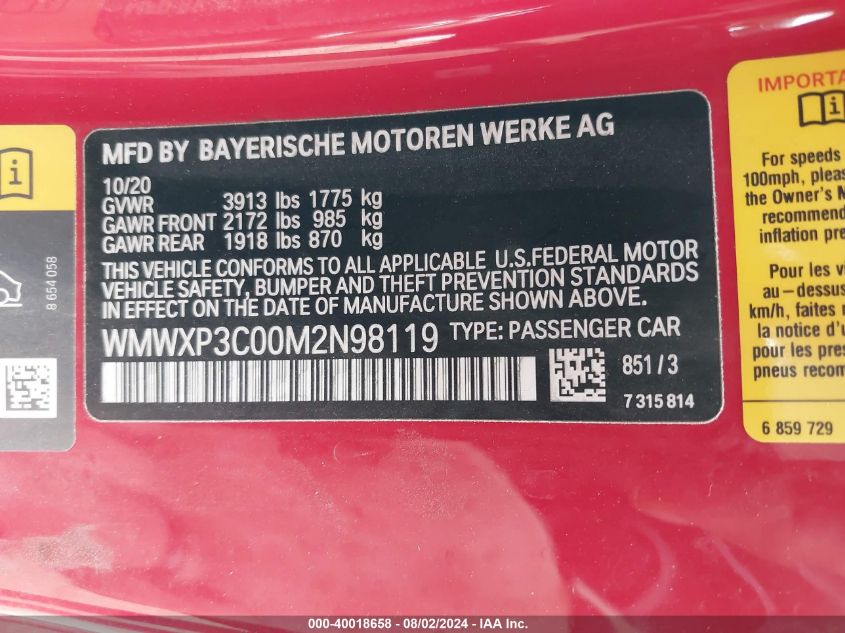 MFD BY BAYERISCHE MOTOREN WERKE AG
10/20
GVWR 3913 lbs 1775 kg
GAWR FRONT 2172 lbs 985 kg
GAWR REAR 1918 lbs 870 kg
THIS VEHICLE CONFORMS TO ALL APPLICABLE U.S.FEDERAL MOTOR
VEHICLE SAFETY, BUMPER AND THEFT PREVENTION STANDARDS
IN EFFECT ON THE DATE OF MANUFACTURE SHOWN ABOVE.
WMWXP3C00M2N98119 TYPE: PASSENGER CAR
851/3
7 315 814
8 654 058
IMPORTA
For speeds
100mph, pleas
the Owner's M
recommend
inflation pre
Pour les vi
au-dessus
km/h, faites
la notice d'u
pour les pres
pneus recom
6 859 729
000-40018658 - 08/02/2024 - IAA, Inc.